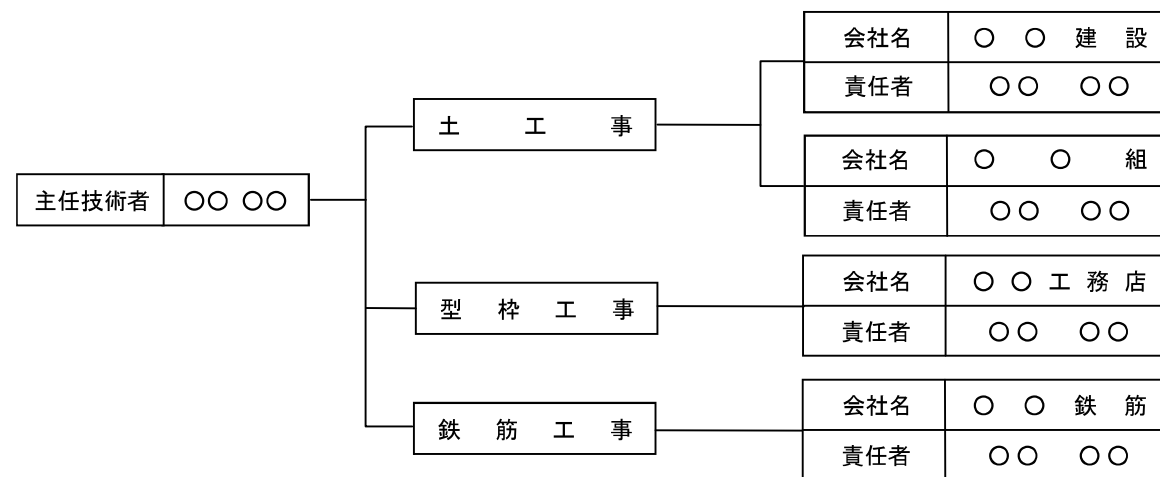 主任技術者 ○○ ○○
土工事
会社名 ○○建設
責任者 ○○ ○○
会社名 ○○組
責任者 ○○ ○○
型枠工事
会社名 ○○工務店
責任者 ○○ ○○
鉄筋工事
会社名 ○○鉄筋
責任者 ○○ ○○